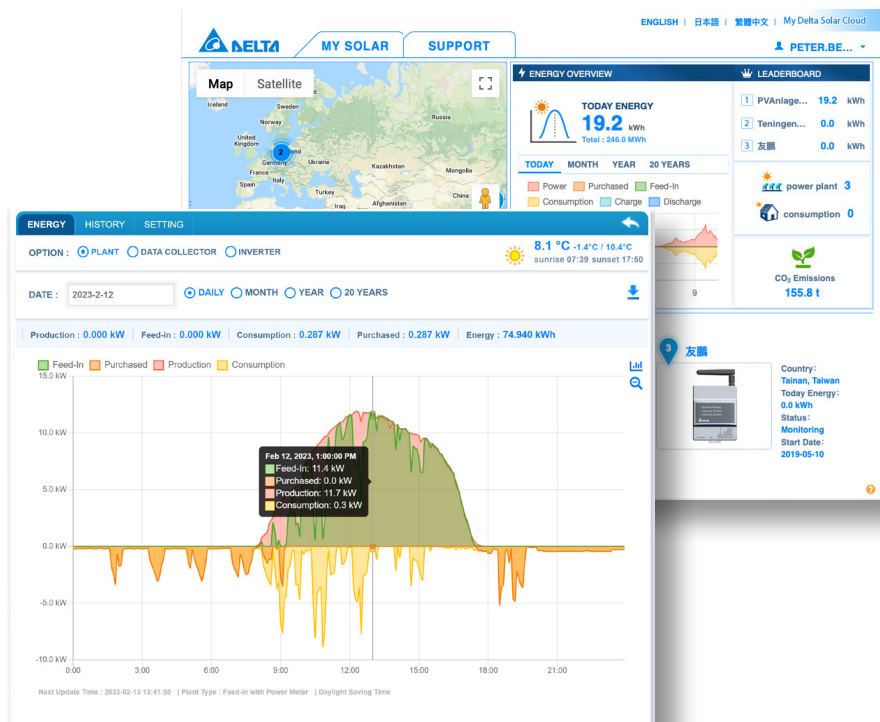 ENGLISH | 日本語 | 繁體中文 | My Delta Solar Cloud
DELTA
MY SOLAR
SUPPORT
PETER.BE...
Map Satellite
Iceland
Sweden
Norway
Russia
United Kingdom
2
Germany
Ukraine
France
Kazakhstan
Mongolia
Spain
Italy
Turkey
China
Iraq
Afghanistan
ENERGY OVERVIEW
TODAY ENERGY
19.2 kWh
Total : 246.0 MWh
TODAY MONTH YEAR 20 YEARS
Power Purchased Feed-In
Consumption Charge Discharge
9
LEADERBOARD
1 PVAnlage... 19.2 kWh
2 Teningen... 0.0 kWh
3 友鵬 0.0 kWh
power plant 3
consumption 0
CO₂ Emissions
155.8 t
3 友鵬
Country:
Tainan, Taiwan
Today Energy:
0.0 kWh
Status:
Monitoring
Start Date:
2019-05-10
ENERGY HISTORY SETTING
OPTION : PLANT DATA COLLECTOR INVERTER
8.1 °C -1.4°C / 10.4°C
sunrise 07:39 sunset 17:50
DATE : 2023-2-12 DAILY MONTH YEAR 20 YEARS
Production : 0.000 kW Feed-in : 0.000 kW Consumption : 0.287 kW Purchased : 0.287 kW Energy : 74.940 kWh
Feed-In Purchased Production Consumption
15.0 kW
10.0 kW
5.0 kW
0.0 kW
-5.0 kW
-10.0 kW
Feb 12, 2023, 1:00:00 PM
Feed-In: 11.4 kW
Purchased: 0.0 kW
Production: 11.7 kW
Consumption: 0.3 kW
0:00 3:00 6:00 9:00 12:00 15:00 18:00 21:00
Next Update Time : 2023-02-13 13:41:55 | Plant Type : Feed-in with Power Meter | Daylight Saving Time